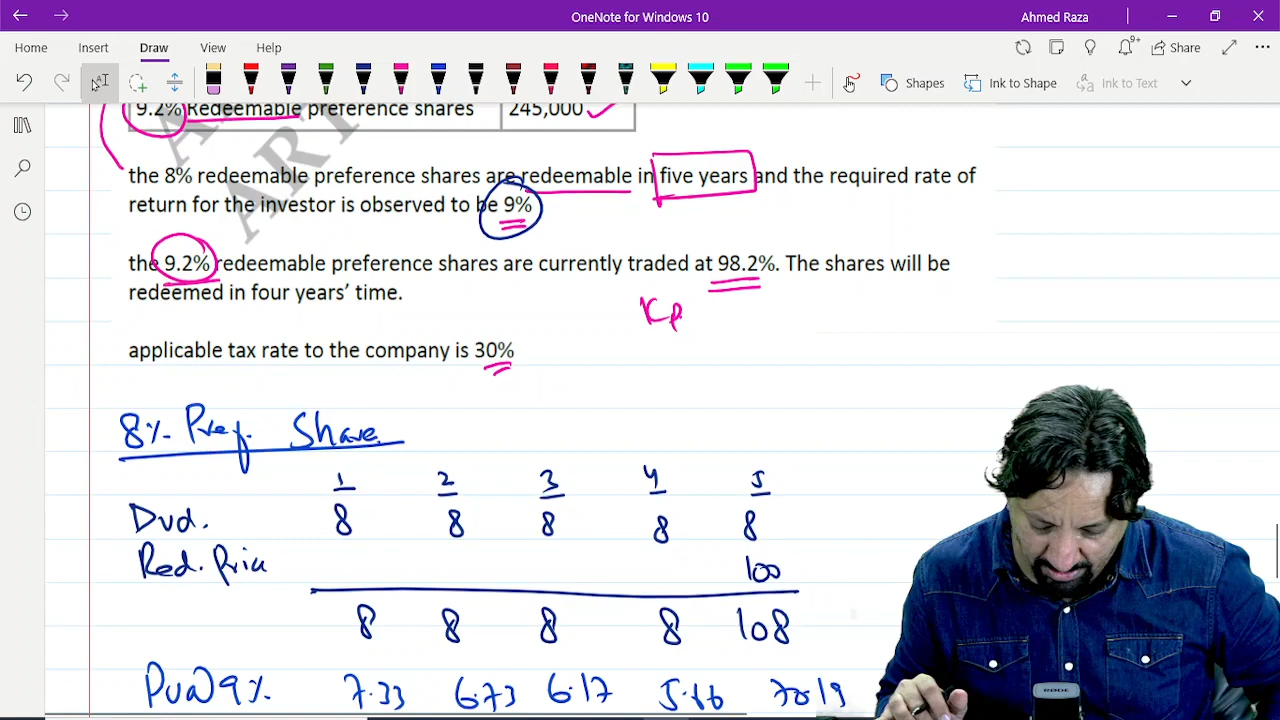 OneNote for Windows 10
Ahmed Raza
Home Insert Draw View Help
Share
Shapes Ink to Shape Ink to Text
9.2% Redeemable preference shares 245,000
the 8% redeemable preference shares are redeemable in five years and the required rate of
return for the investor is observed to be 9%
the 9.2% redeemable preference shares are currently traded at 98.2%. The shares will be
redeemed in four years' time.
Kp
applicable tax rate to the company is 30%
8% Pref. Share
1 2 3 4 5
Dvd. 8 8 8 8 8
Red. Price 100
8 8 8 8 108
PV@9% 7.33 6.73 6.17 5.66 70.19
RODE